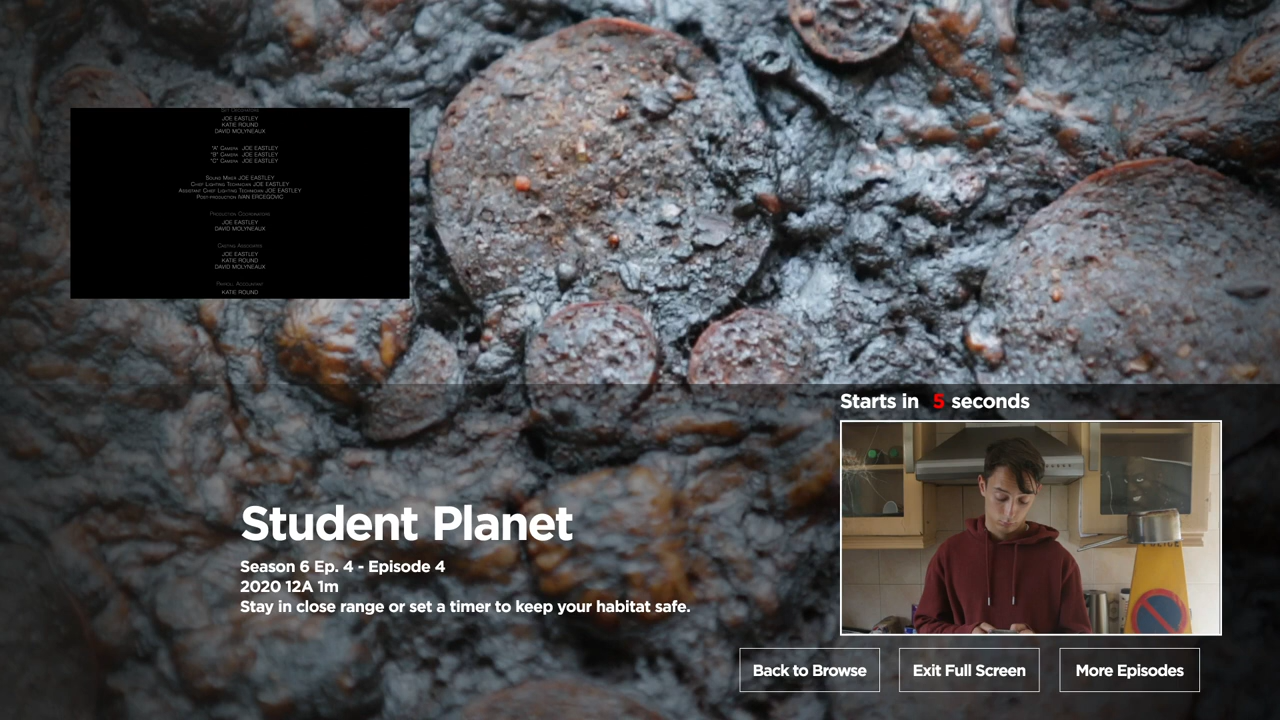 JOE EASTLEY
KATIE ROUND
DAVID MOLYNEAUX
"A" Camera JOE EASTLEY
"B" Camera JOE EASTLEY
"C" Camera JOE EASTLEY
Sound Mixer JOE EASTLEY
Chief Lighting Technician JOE EASTLEY
Assistant Chief Lighting Technician JOE EASTLEY
Post-production IVAN ERCEGOVIC
Production Coordinators
JOE EASTLEY
DAVID MOLYNEAUX
Casting Associates
JOE EASTLEY
KATIE ROUND
DAVID MOLYNEAUX
Payroll Accountant
KATIE ROUND
Starts in 5 seconds
POLICE
Student Planet
Season 6 Ep. 4 - Episode 4
2020 12A 1m
Stay in close range or set a timer to keep your habitat safe.
Back to Browse
Exit Full Screen
More Episodes